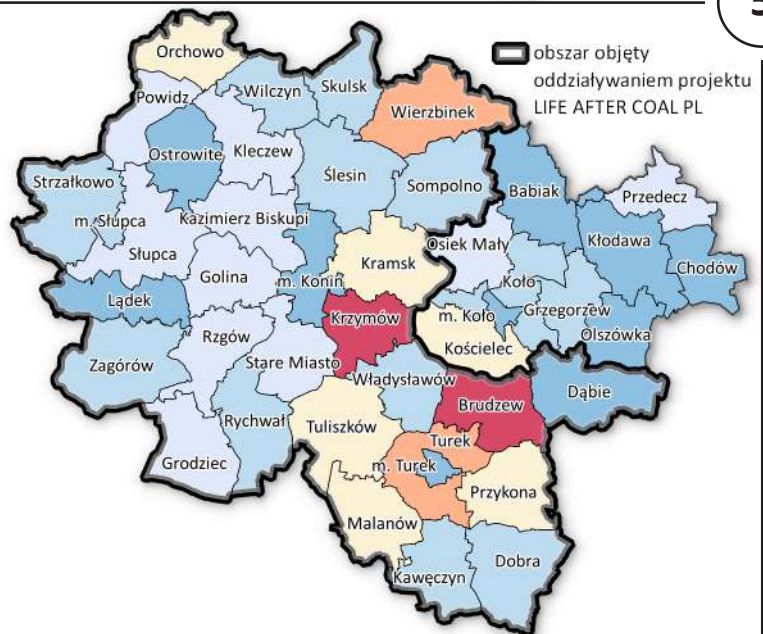 5
obszar objęty
oddziaływaniem projektu
LIFE AFTER COAL PL
Orchowo
Powidz
Wilczyn
Skulsk
Wierzbinek
Ostrowite
Kleczew
Ślesin
Sompolno
Babiak
Przedecz
Strzałkowo
m. Słupca
Kazimierz Biskupi
Osiek Mały
Kłodawa
Słupca
Golina
m. Konin
Kramsk
Koło
Chodów
Lądek
Krzymów
m. Koło
Grzegorzew
Olszówka
Rzgów
Kościelec
Zagórów
Stare Miasto
Władysławów
Dąbie
Rychwał
Tuliszków
Brudzew
Turek
Grodziec
m. Turek
Przykona
Malanów
Kawęczyn
Dobra